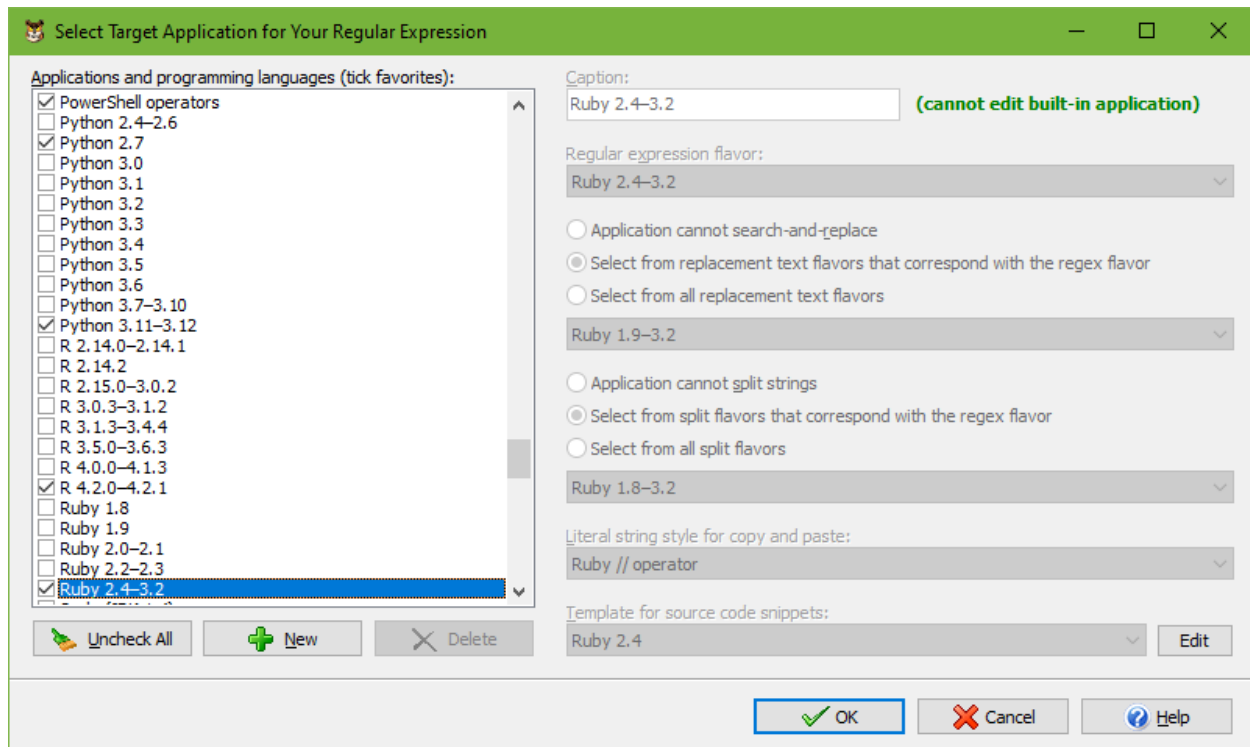 Select Target Application for Your Regular Expression
Applications and programming languages (tick favorites):
PowerShell operators
Python 2.4–2.6
Python 2.7
Python 3.0
Python 3.1
Python 3.2
Python 3.3
Python 3.4
Python 3.5
Python 3.6
Python 3.7–3.10
Python 3.11–3.12
R 2.14.0–2.14.1
R 2.14.2
R 2.15.0–3.0.2
R 3.0.3–3.1.2
R 3.1.3–3.4.4
R 3.5.0–3.6.3
R 4.0.0–4.1.3
R 4.2.0–4.2.1
Ruby 1.8
Ruby 1.9
Ruby 2.0–2.1
Ruby 2.2–2.3
Ruby 2.4–3.2
Uncheck All
New
Delete
Caption:
Ruby 2.4–3.2
(cannot edit built-in application)
Regular expression flavor:
Ruby 2.4–3.2
Application cannot search-and-replace
Select from replacement text flavors that correspond with the regex flavor
Select from all replacement text flavors
Ruby 1.9–3.2
Application cannot split strings
Select from split flavors that correspond with the regex flavor
Select from all split flavors
Ruby 1.8–3.2
Literal string style for copy and paste:
Ruby // operator
Template for source code snippets:
Ruby 2.4
Edit
OK
Cancel
Help